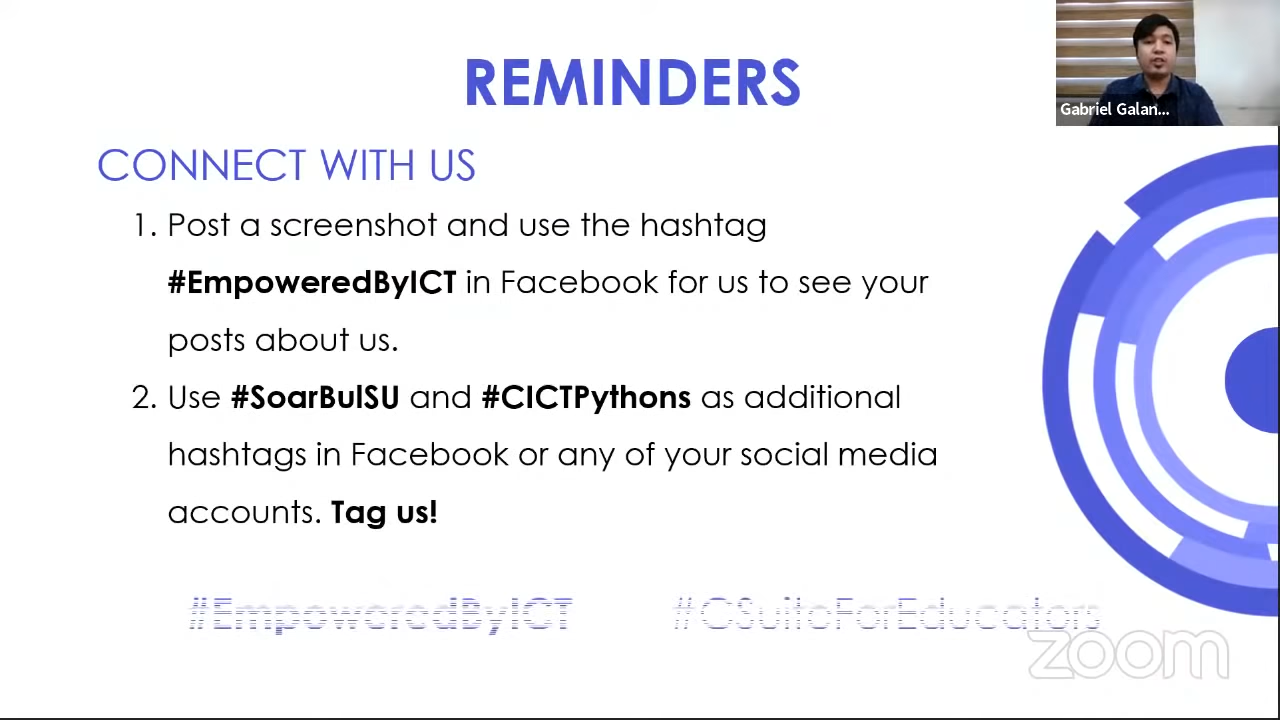 REMINDERS
Gabriel Galan...
CONNECT WITH US
1. Post a screenshot and use the hashtag
#EmpoweredByICT in Facebook for us to see your
posts about us.
2. Use #SoarBulSU and #CICTPythons as additional
hashtags in Facebook or any of your social media
accounts. Tag us!
#EmpoweredByICT #GSuiteForEducators
zoom